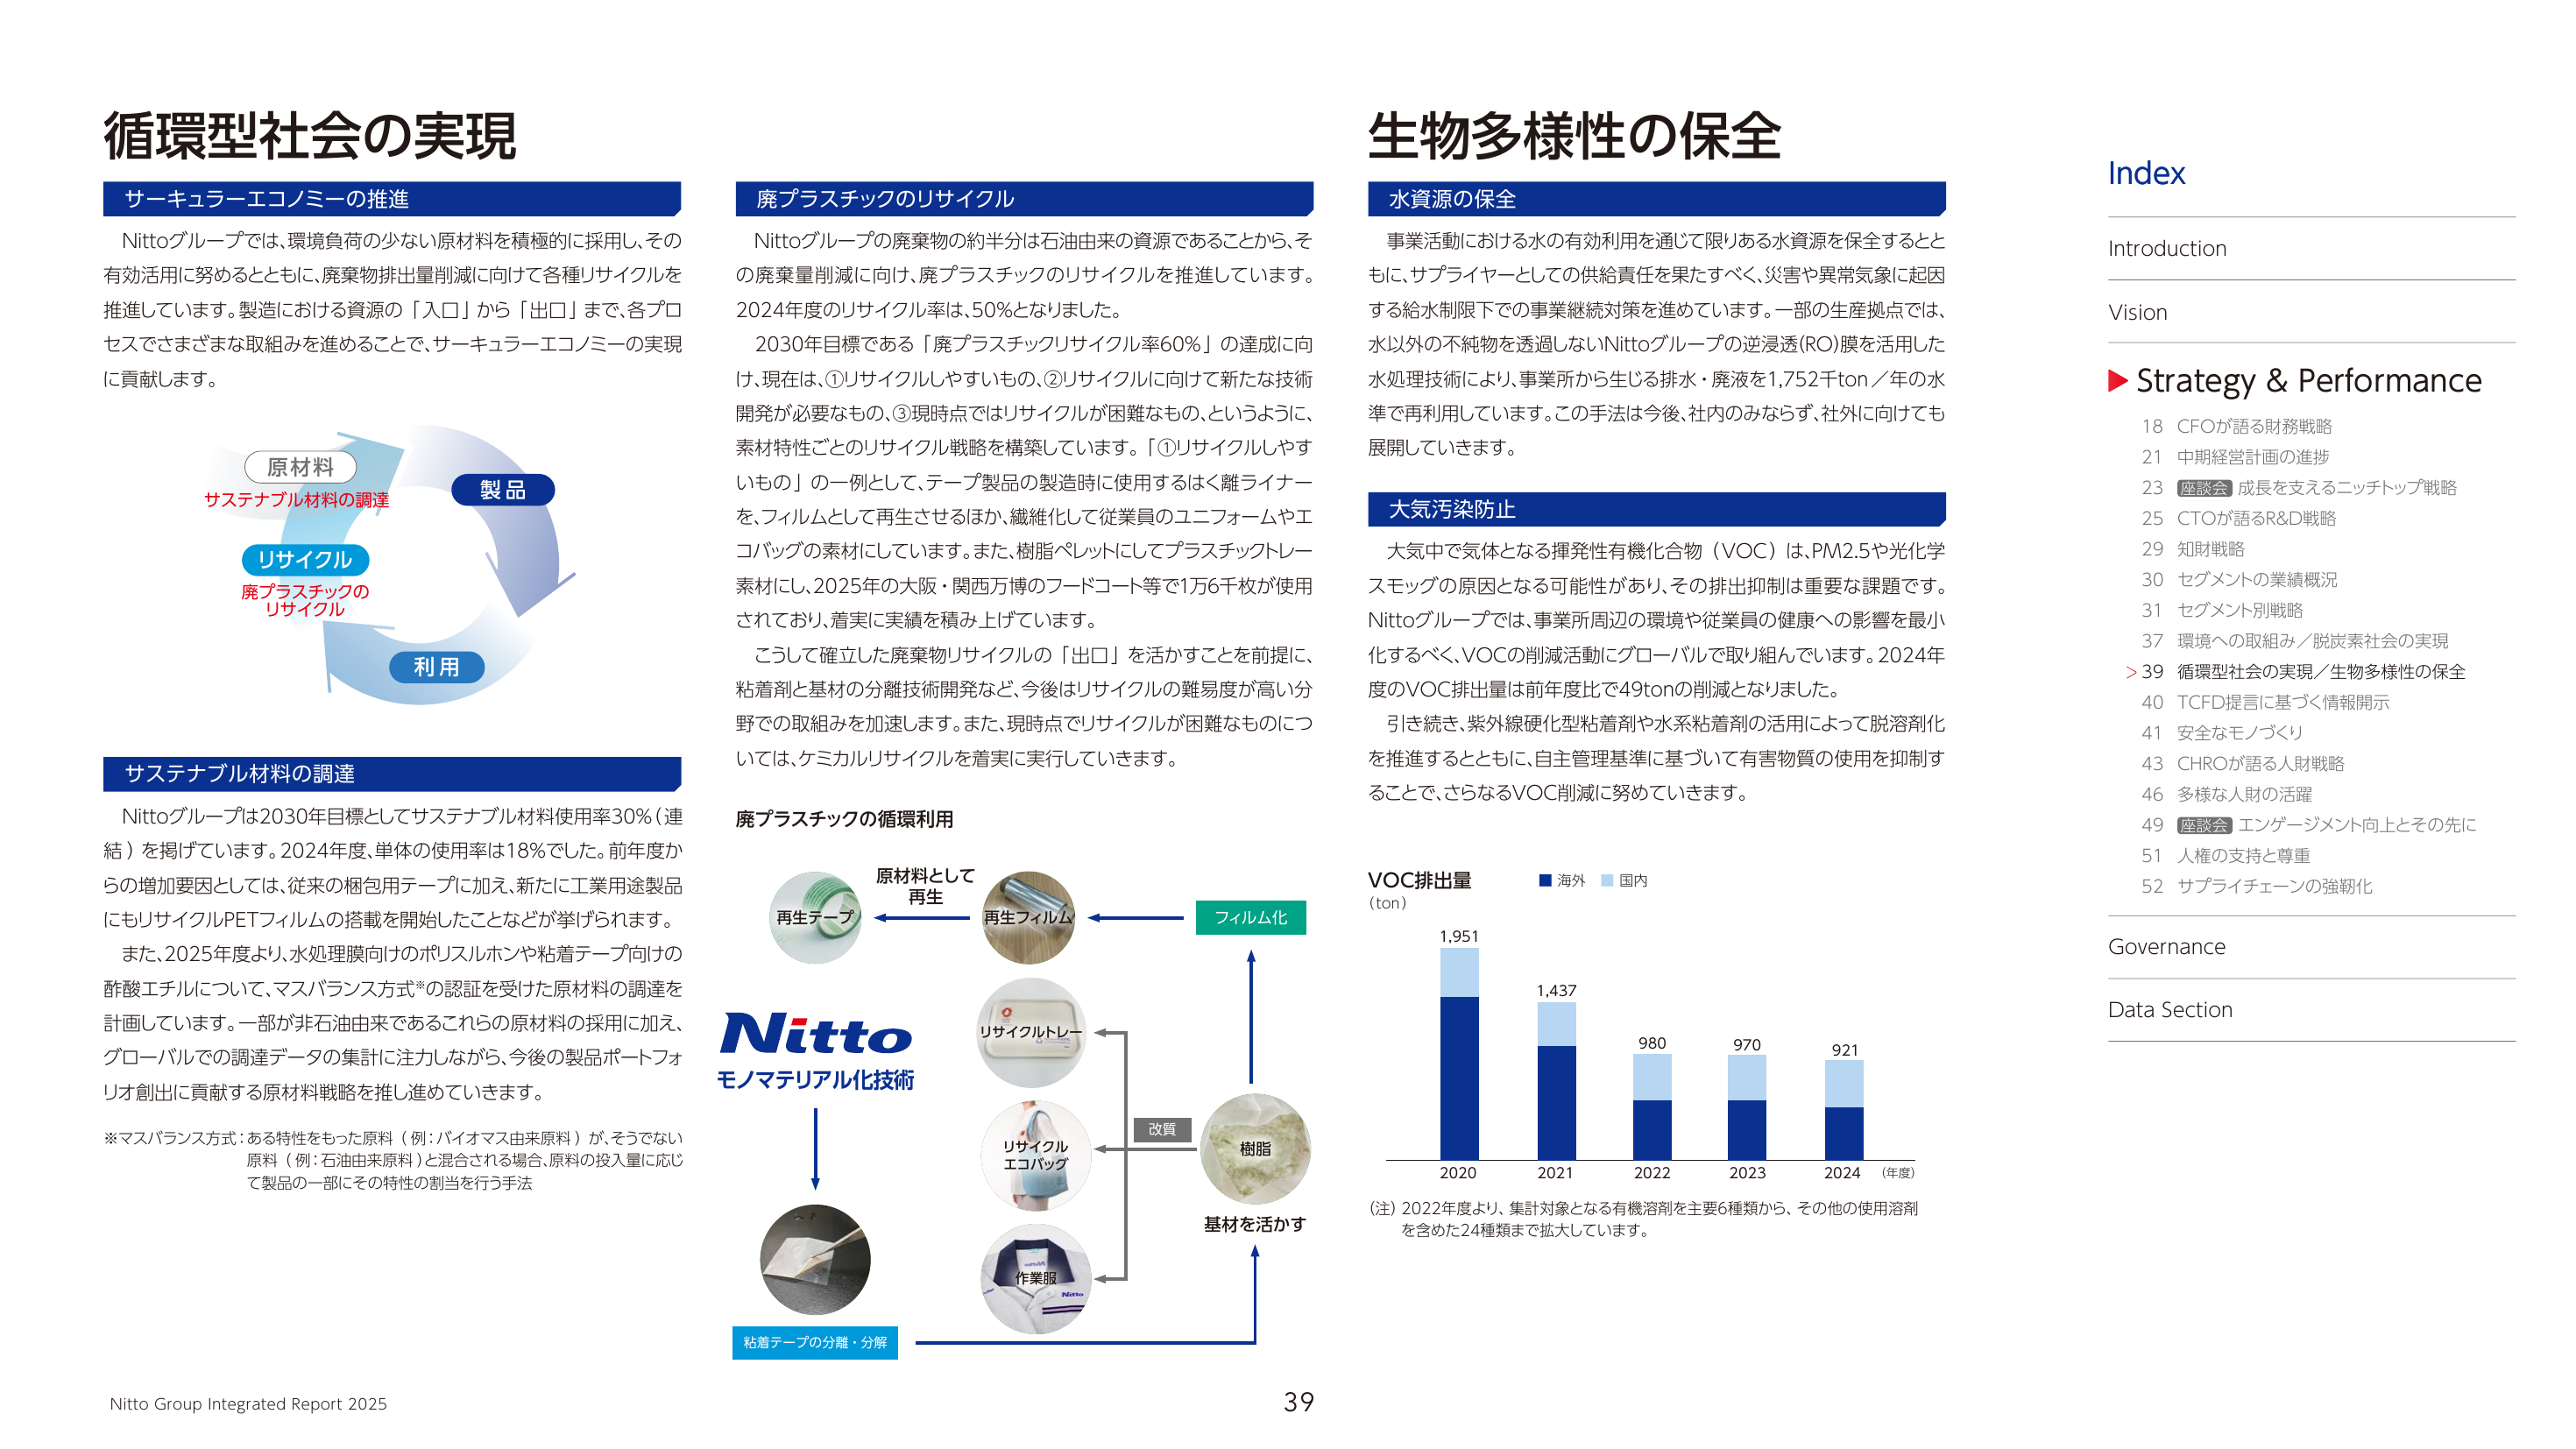 循環型社会の実現
サーキュラーエコノミーの推進
Nittoグループでは、環境負荷の少ない原材料を積極的に採用し、その
有効活用に努めるとともに、廃棄物排出量削減に向けて各種リサイクルを
推進しています。製造における資源の「入口」から「出口」まで、各プロ
セスでさまざまな取組みを進めることで、サーキュラーエコノミーの実現
に貢献します。
原材料
サステナブル材料の調達
製品
リサイクル
廃プラスチックの
リサイクル
利用
サステナブル材料の調達
Nittoグループは2030年目標としてサステナブル材料使用率30%(連
結)を掲げています。2024年度、単体の使用率は18%でした。前年度か
らの増加要因としては、従来の梱包用テープに加え、新たに工業用途製品
にもリサイクルPETフィルムの搭載を開始したことなどが挙げられます。
また、2025年度より、水処理膜向けのポリスルホンや粘着テープ向けの
酢酸エチルについて、マスバランス方式※の認証を受けた原材料の調達を
計画しています。一部が非石油由来であるこれらの原材料の採用に加え、
グローバルでの調達データの集計に注力しながら、今後の製品ポートフォ
リオ創出に貢献する原材料戦略を推し進めていきます。
※マスバランス方式:ある特性をもった原料(例:バイオマス由来原料)が、そうでない
原料(例:石油由来原料)と混合される場合、原料の投入量に応じ
て製品の一部にその特性の割当を行う手法
廃プラスチックのリサイクル
Nittoグループの廃棄物の約半分は石油由来の資源であることから、そ
の廃棄量削減に向け、廃プラスチックのリサイクルを推進しています。
2024年度のリサイクル率は、50%となりました。
2030年目標である「廃プラスチックリサイクル率60%」の達成に向
け、現在は、①リサイクルしやすいもの、②リサイクルに向けて新たな技術
開発が必要なもの、③現時点ではリサイクルが困難なもの、というように、
素材特性ごとのリサイクル戦略を構築しています。「①リサイクルしやす
いもの」の一例として、テープ製品の製造時に使用するはく離ライナー
を、フィルムとして再生させるほか、繊維化して従業員のユニフォームやエ
コバッグの素材にしています。また、樹脂ペレットにしてプラスチックトレー
素材にし、2025年の大阪・関西万博のフードコート等で1万6千枚が使用
されており、着実に実績を積み上げています。
こうして確立した廃棄物リサイクルの「出口」を活かすことを前提に、
粘着剤と基材の分離技術開発など、今後はリサイクルの難易度が高い分
野での取組みを加速します。また、現時点でリサイクルが困難なものにつ
いては、ケミカルリサイクルを着実に実行していきます。
廃プラスチックの循環利用
再生テープ
原材料として
再生
再生フィルム
フィルム化
リサイクルトレー
Nitto
モノマテリアル化技術
改質
リサイクル
エコバッグ
樹脂
基材を活かす
作業服
Nitto
粘着テープの分離・分解
生物多様性の保全
水資源の保全
事業活動における水の有効利用を通じて限りある水資源を保全するとと
もに、サプライヤーとしての供給責任を果たすべく、災害や異常気象に起因
する給水制限下での事業継続対策を進めています。一部の生産拠点では、
水以外の不純物を透過しないNittoグループの逆浸透(RO)膜を活用した
水処理技術により、事業所から生じる排水・廃液を1,752千ton/年の水
準で再利用しています。この手法は今後、社内のみならず、社外に向けても
展開していきます。
大気汚染防止
大気中で気体となる揮発性有機化合物(VOC)は、PM2.5や光化学
スモッグの原因となる可能性があり、その排出抑制は重要な課題です。
Nittoグループでは、事業所周辺の環境や従業員の健康への影響を最小
化するべく、VOCの削減活動にグローバルで取り組んでいます。2024年
度のVOC排出量は前年度比で49tonの削減となりました。
引き続き、紫外線硬化型粘着剤や水系粘着剤の活用によって脱溶剤化
を推進するとともに、自主管理基準に基づいて有害物質の使用を抑制す
ることで、さらなるVOC削減に努めていきます。
VOC排出量 海外 国内
(ton)
1,951
1,437
980
970
921
2020 2021 2022 2023 2024 (年度)
(注) 2022年度より、集計対象となる有機溶剤を主要6種類から、その他の使用溶剤
を含めた24種類まで拡大しています。
Index
Introduction
Vision
Strategy & Performance
18 CFOが語る財務戦略
21 中期経営計画の進捗
23 座談会 成長を支えるニッチトップ戦略
25 CTOが語るR&D戦略
29 知財戦略
30 セグメントの業績概況
31 セグメント別戦略
37 環境への取組み/脱炭素社会の実現
> 39 循環型社会の実現/生物多様性の保全
40 TCFD提言に基づく情報開示
41 安全なモノづくり
43 CHROが語る人財戦略
46 多様な人財の活躍
49 座談会 エンゲージメント向上とその先に
51 人権の支持と尊重
52 サプライチェーンの強靭化
Governance
Data Section
Nitto Group Integrated Report 2025
39